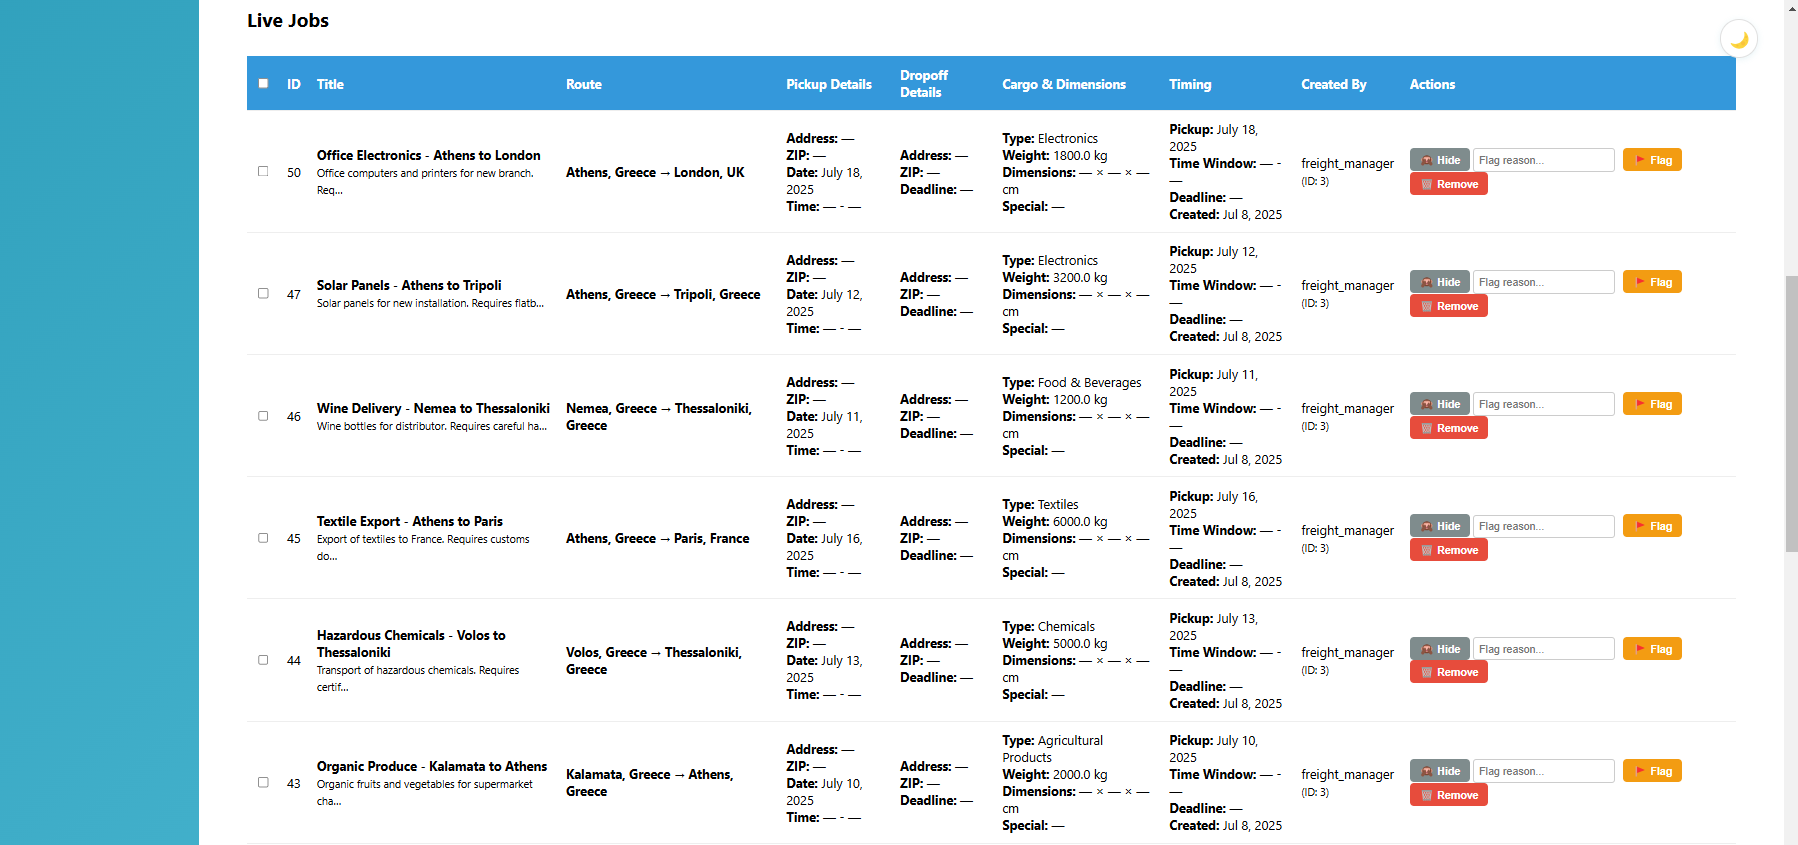 Live Jobs
ID Title Route Pickup Details Dropoff Details Cargo & Dimensions Timing Created By Actions
50
Office Electronics - Athens to London
Office computers and printers for new branch.
Req...
Athens, Greece → London, UK
Address: —
ZIP: —
Date: July 18,
2025
Time: — - —
Address: —
ZIP: —
Deadline: —
Type: Electronics
Weight: 1800.0 kg
Dimensions: — × — × —
cm
Special: —
Pickup: July 18,
2025
Time Window: — -
—
Deadline: —
Created: Jul 8, 2025
freight_manager
(ID: 3)
Hide Flag reason... Flag
Remove
47
Solar Panels - Athens to Tripoli
Solar panels for new installation. Requires flatb...
Athens, Greece → Tripoli, Greece
Address: —
ZIP: —
Date: July 12,
2025
Time: — - —
Address: —
ZIP: —
Deadline: —
Type: Electronics
Weight: 3200.0 kg
Dimensions: — × — × —
cm
Special: —
Pickup: July 12,
2025
Time Window: — -
—
Deadline: —
Created: Jul 8, 2025
freight_manager
(ID: 3)
Hide Flag reason... Flag
Remove
46
Wine Delivery - Nemea to Thessaloniki
Wine bottles for distributor. Requires careful ha...
Nemea, Greece → Thessaloniki,
Greece
Address: —
ZIP: —
Date: July 11,
2025
Time: — - —
Address: —
ZIP: —
Deadline: —
Type: Food & Beverages
Weight: 1200.0 kg
Dimensions: — × — × —
cm
Special: —
Pickup: July 11,
2025
Time Window: — -
—
Deadline: —
Created: Jul 8, 2025
freight_manager
(ID: 3)
Hide Flag reason... Flag
Remove
45
Textile Export - Athens to Paris
Export of textiles to France. Requires customs
do...
Athens, Greece → Paris, France
Address: —
ZIP: —
Date: July 16,
2025
Time: — - —
Address: —
ZIP: —
Deadline: —
Type: Textiles
Weight: 6000.0 kg
Dimensions: — × — × —
cm
Special: —
Pickup: July 16,
2025
Time Window: — -
—
Deadline: —
Created: Jul 8, 2025
freight_manager
(ID: 3)
Hide Flag reason... Flag
Remove
44
Hazardous Chemicals - Volos to
Thessaloniki
Transport of hazardous chemicals. Requires
certif...
Volos, Greece → Thessaloniki,
Greece
Address: —
ZIP: —
Date: July 13,
2025
Time: — - —
Address: —
ZIP: —
Deadline: —
Type: Chemicals
Weight: 5000.0 kg
Dimensions: — × — × —
cm
Special: —
Pickup: July 13,
2025
Time Window: — -
—
Deadline: —
Created: Jul 8, 2025
freight_manager
(ID: 3)
Hide Flag reason... Flag
Remove
43
Organic Produce - Kalamata to Athens
Organic fruits and vegetables for supermarket
cha...
Kalamata, Greece → Athens,
Greece
Address: —
ZIP: —
Date: July 10,
2025
Time: — - —
Address: —
ZIP: —
Deadline: —
Type: Agricultural
Products
Weight: 2000.0 kg
Dimensions: — × — × —
cm
Special: —
Pickup: July 10,
2025
Time Window: — -
—
Deadline: —
Created: Jul 8, 2025
freight_manager
(ID: 3)
Hide Flag reason... Flag
Remove